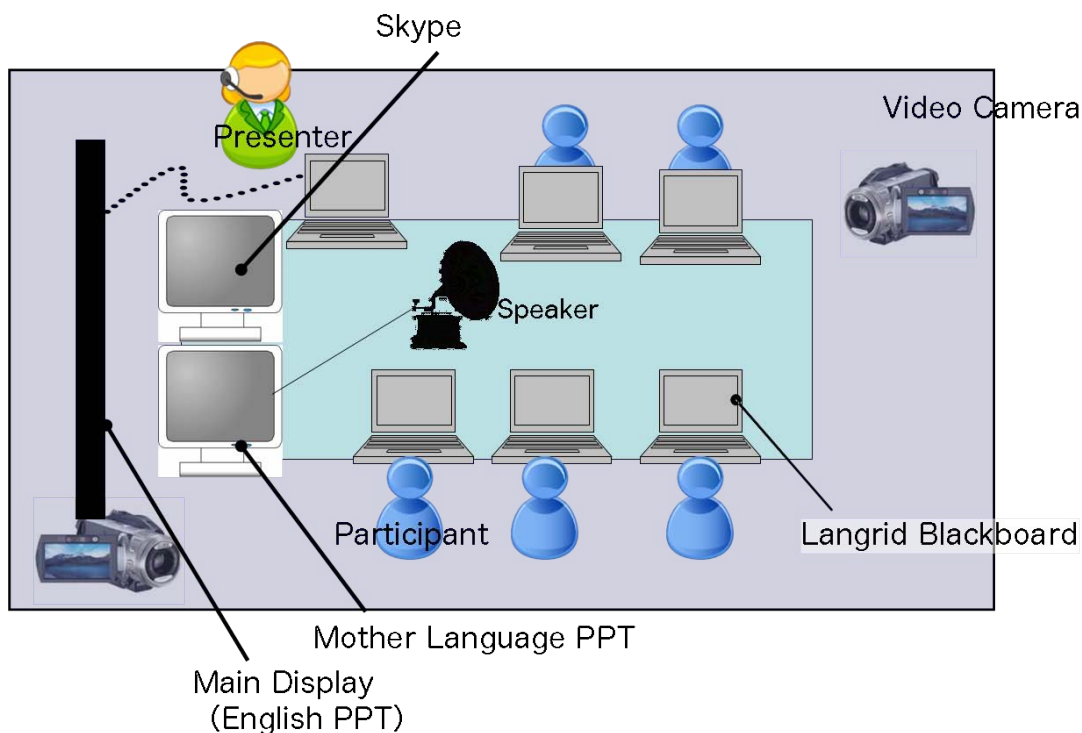 Skype
Video Camera
Presenter
Speaker
Participant
Langrid Blackboard
Mother Language PPT
Main Display
(English PPT)